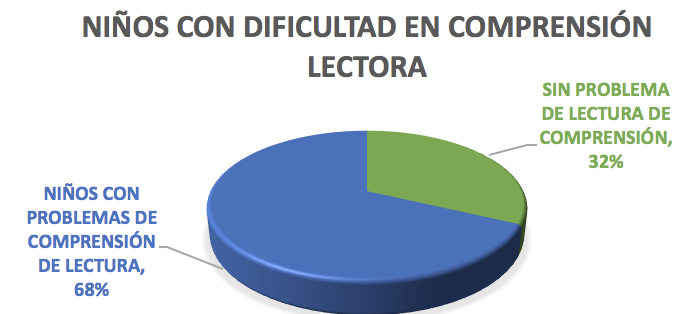 NIÑOS CON DIFICULTAD EN COMPRENSIÓN
LECTORA
SIN PROBLEMA
DE LECTURA DE
COMPRENSIÓN,
32%
NIÑOS CON
PROBLEMAS DE
COMPRENSIÓN
DE LECTURA,
68%